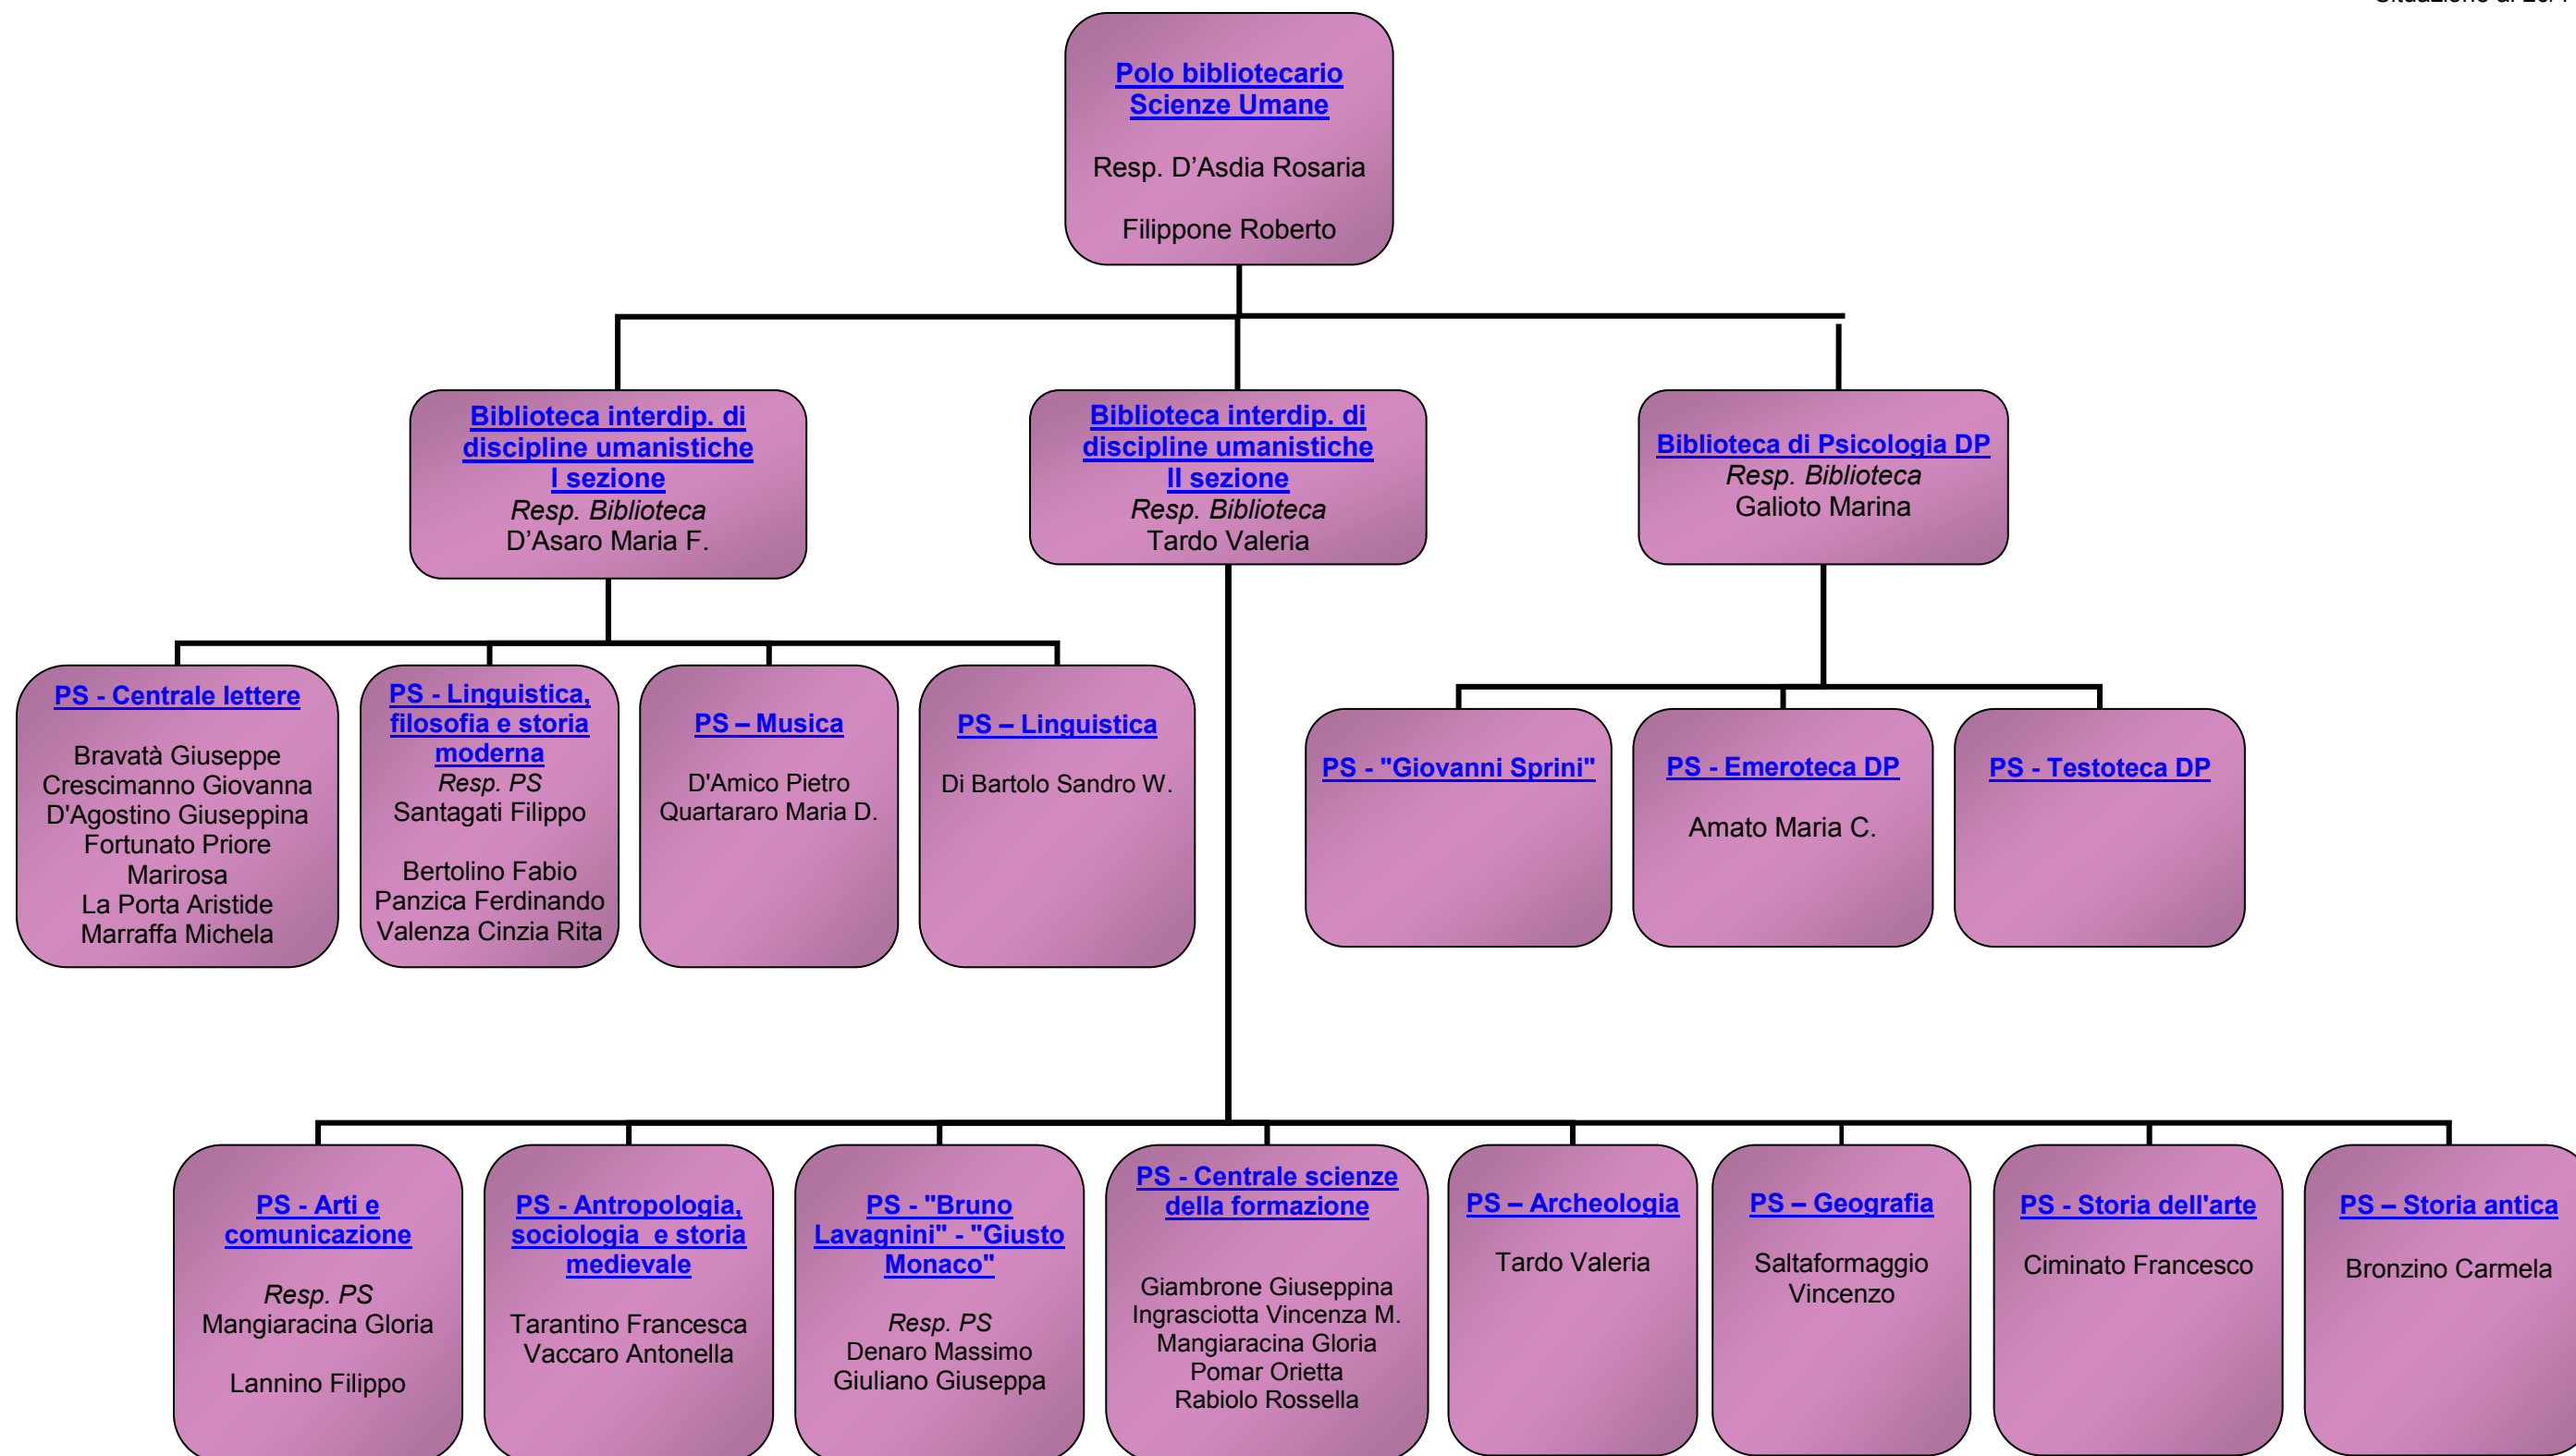 Polo bibliotecario
Scienze Umane
Resp. D’Asdia Rosaria
Filippone Roberto
Biblioteca interdip. di
discipline umanistiche
I sezione
Resp. Biblioteca
D’Asaro Maria F.
Biblioteca interdip. di
discipline umanistiche
II sezione
Resp. Biblioteca
Tardo Valeria
Biblioteca di Psicologia DP
Resp. Biblioteca
Galioto Marina
PS - Centrale lettere
Bravatà Giuseppe
Crescimanno Giovanna
D'Agostino Giuseppina
Fortunato Priore
Marirosa
La Porta Aristide
Marraffa Michela
PS - Linguistica,
filosofia e storia
moderna
Resp. PS
Santagati Filippo
Bertolino Fabio
Panzica Ferdinando
Valenza Cinzia Rita
PS – Musica
D'Amico Pietro
Quartararo Maria D.
PS – Linguistica
Di Bartolo Sandro W.
PS - "Giovanni Sprini"
PS - Emeroteca DP
Amato Maria C.
PS - Testoteca DP
PS - Arti e
comunicazione
Resp. PS
Mangiaracina Gloria
Lannino Filippo
PS - Antropologia,
sociologia e storia
medievale
Tarantino Francesca
Vaccaro Antonella
PS - "Bruno
Lavagnini" - "Giusto
Monaco"
Resp. PS
Denaro Massimo
Giuliano Giuseppa
PS - Centrale scienze
della formazione
Giambrone Giuseppina
Ingrasciotta Vincenza M.
Mangiaracina Gloria
Pomar Orietta
Rabiolo Rossella
PS – Archeologia
Tardo Valeria
PS – Geografia
Saltaformaggio
Vincenzo
PS - Storia dell'arte
Ciminato Francesco
PS – Storia antica
Bronzino Carmela